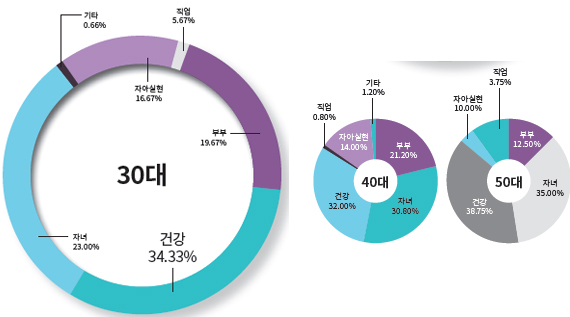 기타
0.66%
직업
5.67%
자아실현
16.67%
부부
19.67%
30대
자녀
23.00%
건강
34.33%
기타
1.20%
직업
0.80%
자아실현
14.00%
부부
21.20%
40대
건강
32.00%
자녀
30.80%
직업
3.75%
자아실현
10.00%
부부
12.50%
50대
자녀
35.00%
건강
38.75%